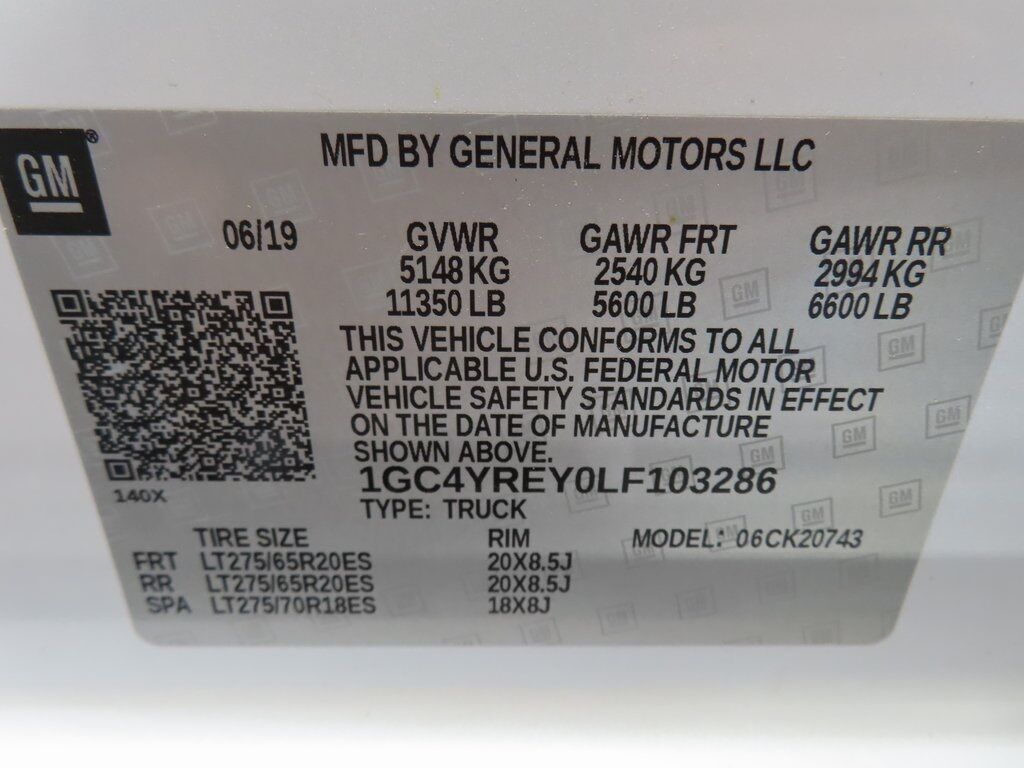 GM®
MFD BY GENERAL MOTORS LLC
06/19 GVWR GAWR FRT GAWR RR
5148 KG 2540 KG 2994 KG
11350 LB 5600 LB 6600 LB
THIS VEHICLE CONFORMS TO ALL
APPLICABLE U.S. FEDERAL MOTOR
VEHICLE SAFETY STANDARDS IN EFFECT
ON THE DATE OF MANUFACTURE
SHOWN ABOVE.
1GC4YREY0LF103286
140X
TYPE: TRUCK
TIRE SIZE RIM MODEL: 06CK20743
FRT LT275/65R20ES 20X8.5J
RR LT275/65R20ES 20X8.5J
SPA LT275/70R18ES 18X8J